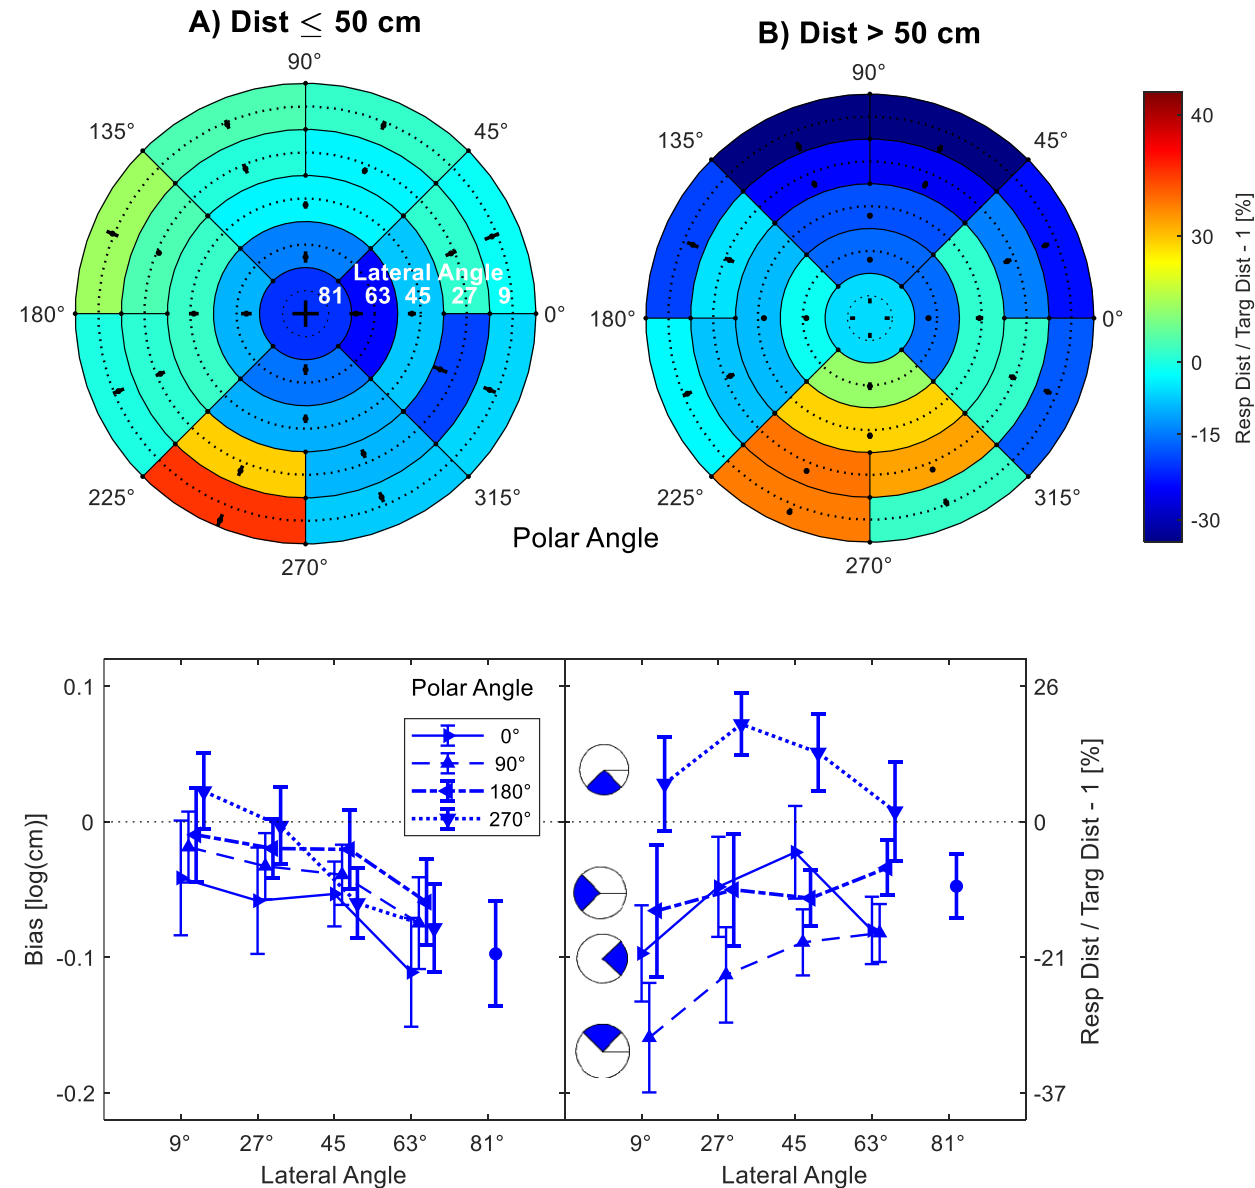 A) Dist ≤ 50 cm
B) Dist > 50 cm
90°
135°
45°
180°
0°
225°
315°
270°
Lateral Angle
81 63 45 27 9
90°
135°
45°
180°
0°
225°
315°
270°
Polar Angle
40
30
0
-15
-30
Resp Dist / Targ Dist - 1 [%]
Polar Angle
0°
90°
180°
270°
0.1
0
-0.1
-0.2
Bias [log(cm)]
9° 27° 45 63° 81°
Lateral Angle
9° 27° 45 63° 81°
Lateral Angle
26
0
-21
-37
Resp Dist / Targ Dist - 1 [%]